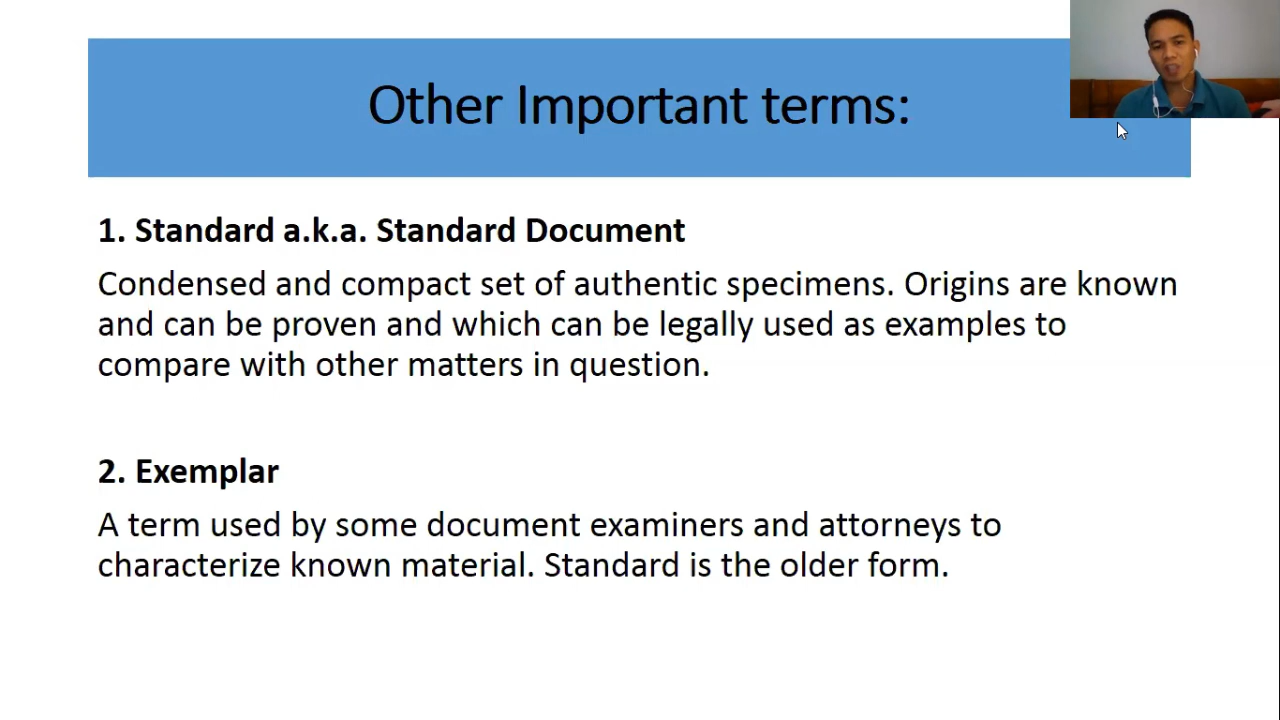 Other Important terms:
1. Standard a.k.a. Standard Document
Condensed and compact set of authentic specimens. Origins are known
and can be proven and which can be legally used as examples to
compare with other matters in question.
2. Exemplar
A term used by some document examiners and attorneys to
characterize known material. Standard is the older form.